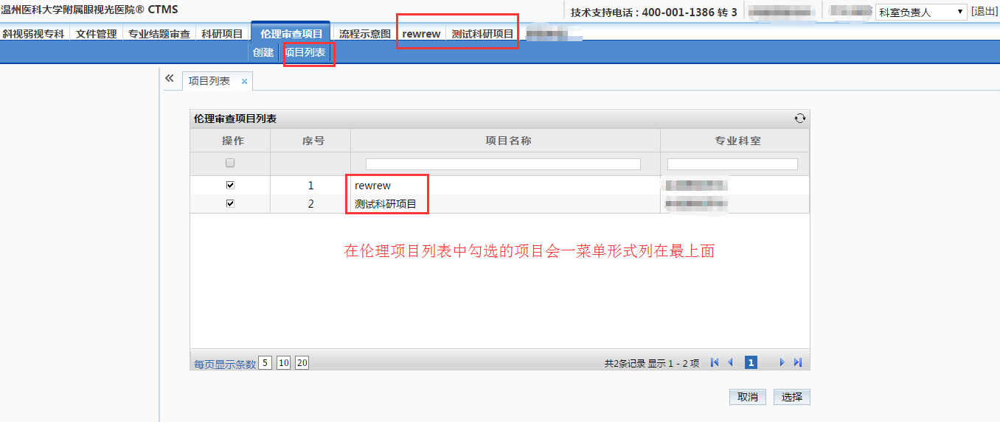 温州医科大学附属眼视光医院® CTMS
技术支持电话：400-001-1386 转 3 科室负责人 [退出]
斜视弱视专科 文件管理 专业结题审查 科研项目 伦理审查项目 流程示意图 rewrew 测试科研项目
创建 项目列表
项目列表
伦理审查项目列表
操作 序号 项目名称 专业科室
1 rewrew
2 测试科研项目
在伦理项目列表中勾选的项目会一菜单形式列在最上面
每页显示条数 5 10 20 共2条记录 显示 1 - 2 项 1
取消 选择